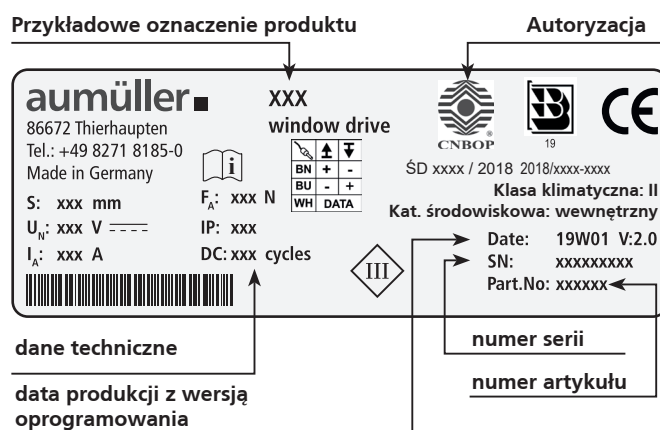 Przykładowe oznaczenie produktu
Autoryzacja
aumüller
86672 Thierhaupten
Tel.: +49 8271 8185-0
Made in Germany
S: xxx mm
U_N: xxx V
I_A: xxx A
i
F_A: xxx N
IP: xxx
DC: xxx cycles
XXX
window drive
BN + -
BU - +
WH DATA
III
CNBOP
B
19
CE
ŚD xxxx / 2018 2018/xxxx-xxxx
Klasa klimatyczna: II
Kat. środowiskowa: wewnętrzny
Date: 19W01 V:2.0
SN: xxxxxxxxx
Part.No: xxxxxx
dane techniczne
numer serii
data produkcji z wersją
oprogramowania
numer artykułu